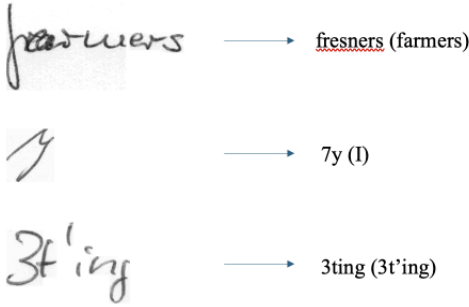 farmers → fresners (farmers)
y → 7y (I)
3t'ing → 3ting (3t’ing)